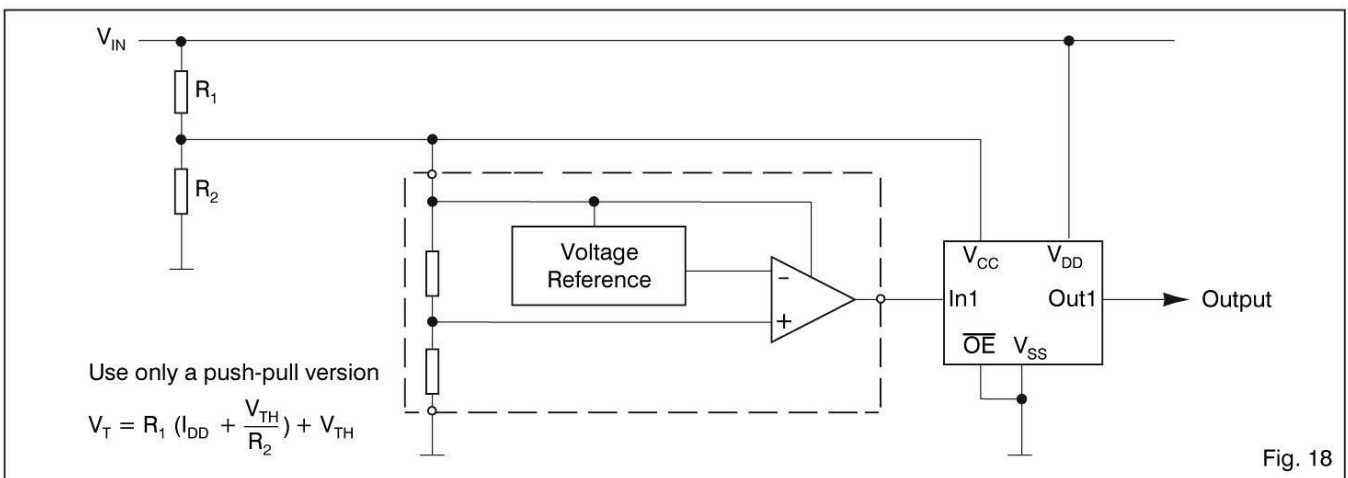 V_IN
R_1
R_2
Voltage
Reference
-
+
V_CC V_DD
In1 Out1
Output
O̅E̅ V_SS
Use only a push-pull version
V_T = R_1 (I_DD + V_TH/R_2) + V_TH
Fig. 18